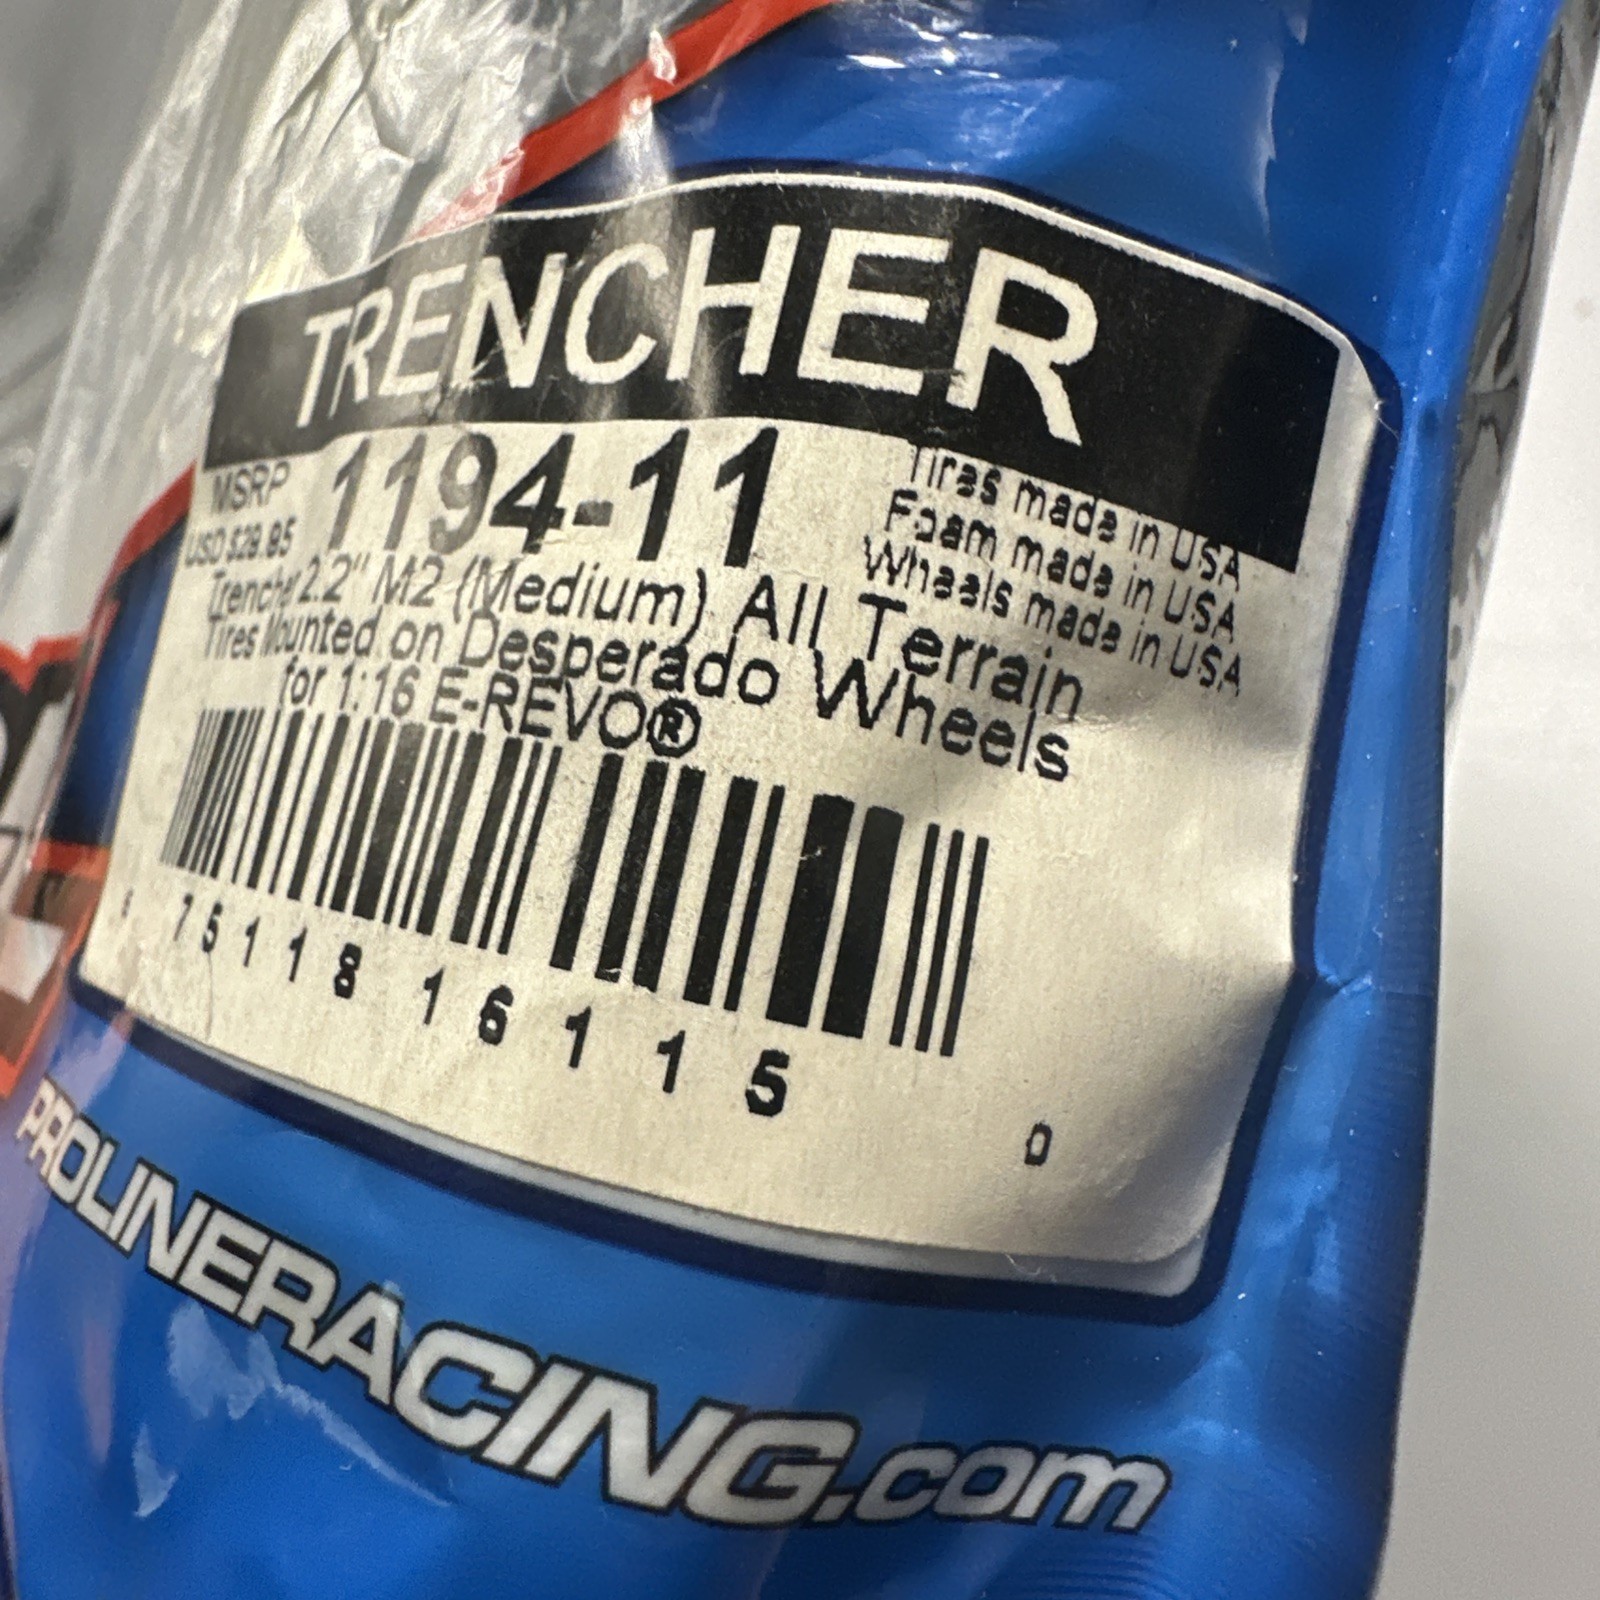 TRENCHER
MSRP
USD $29.95
1194-11
Tires made in USA
Foam made in USA
Wheels made in USA
Trencher 2.2" M2 (Medium) All Terrain
Tires Mounted on Desperado Wheels
for 1:16 E-REVO®
6 75118 16115 0
PROLINERACING.com